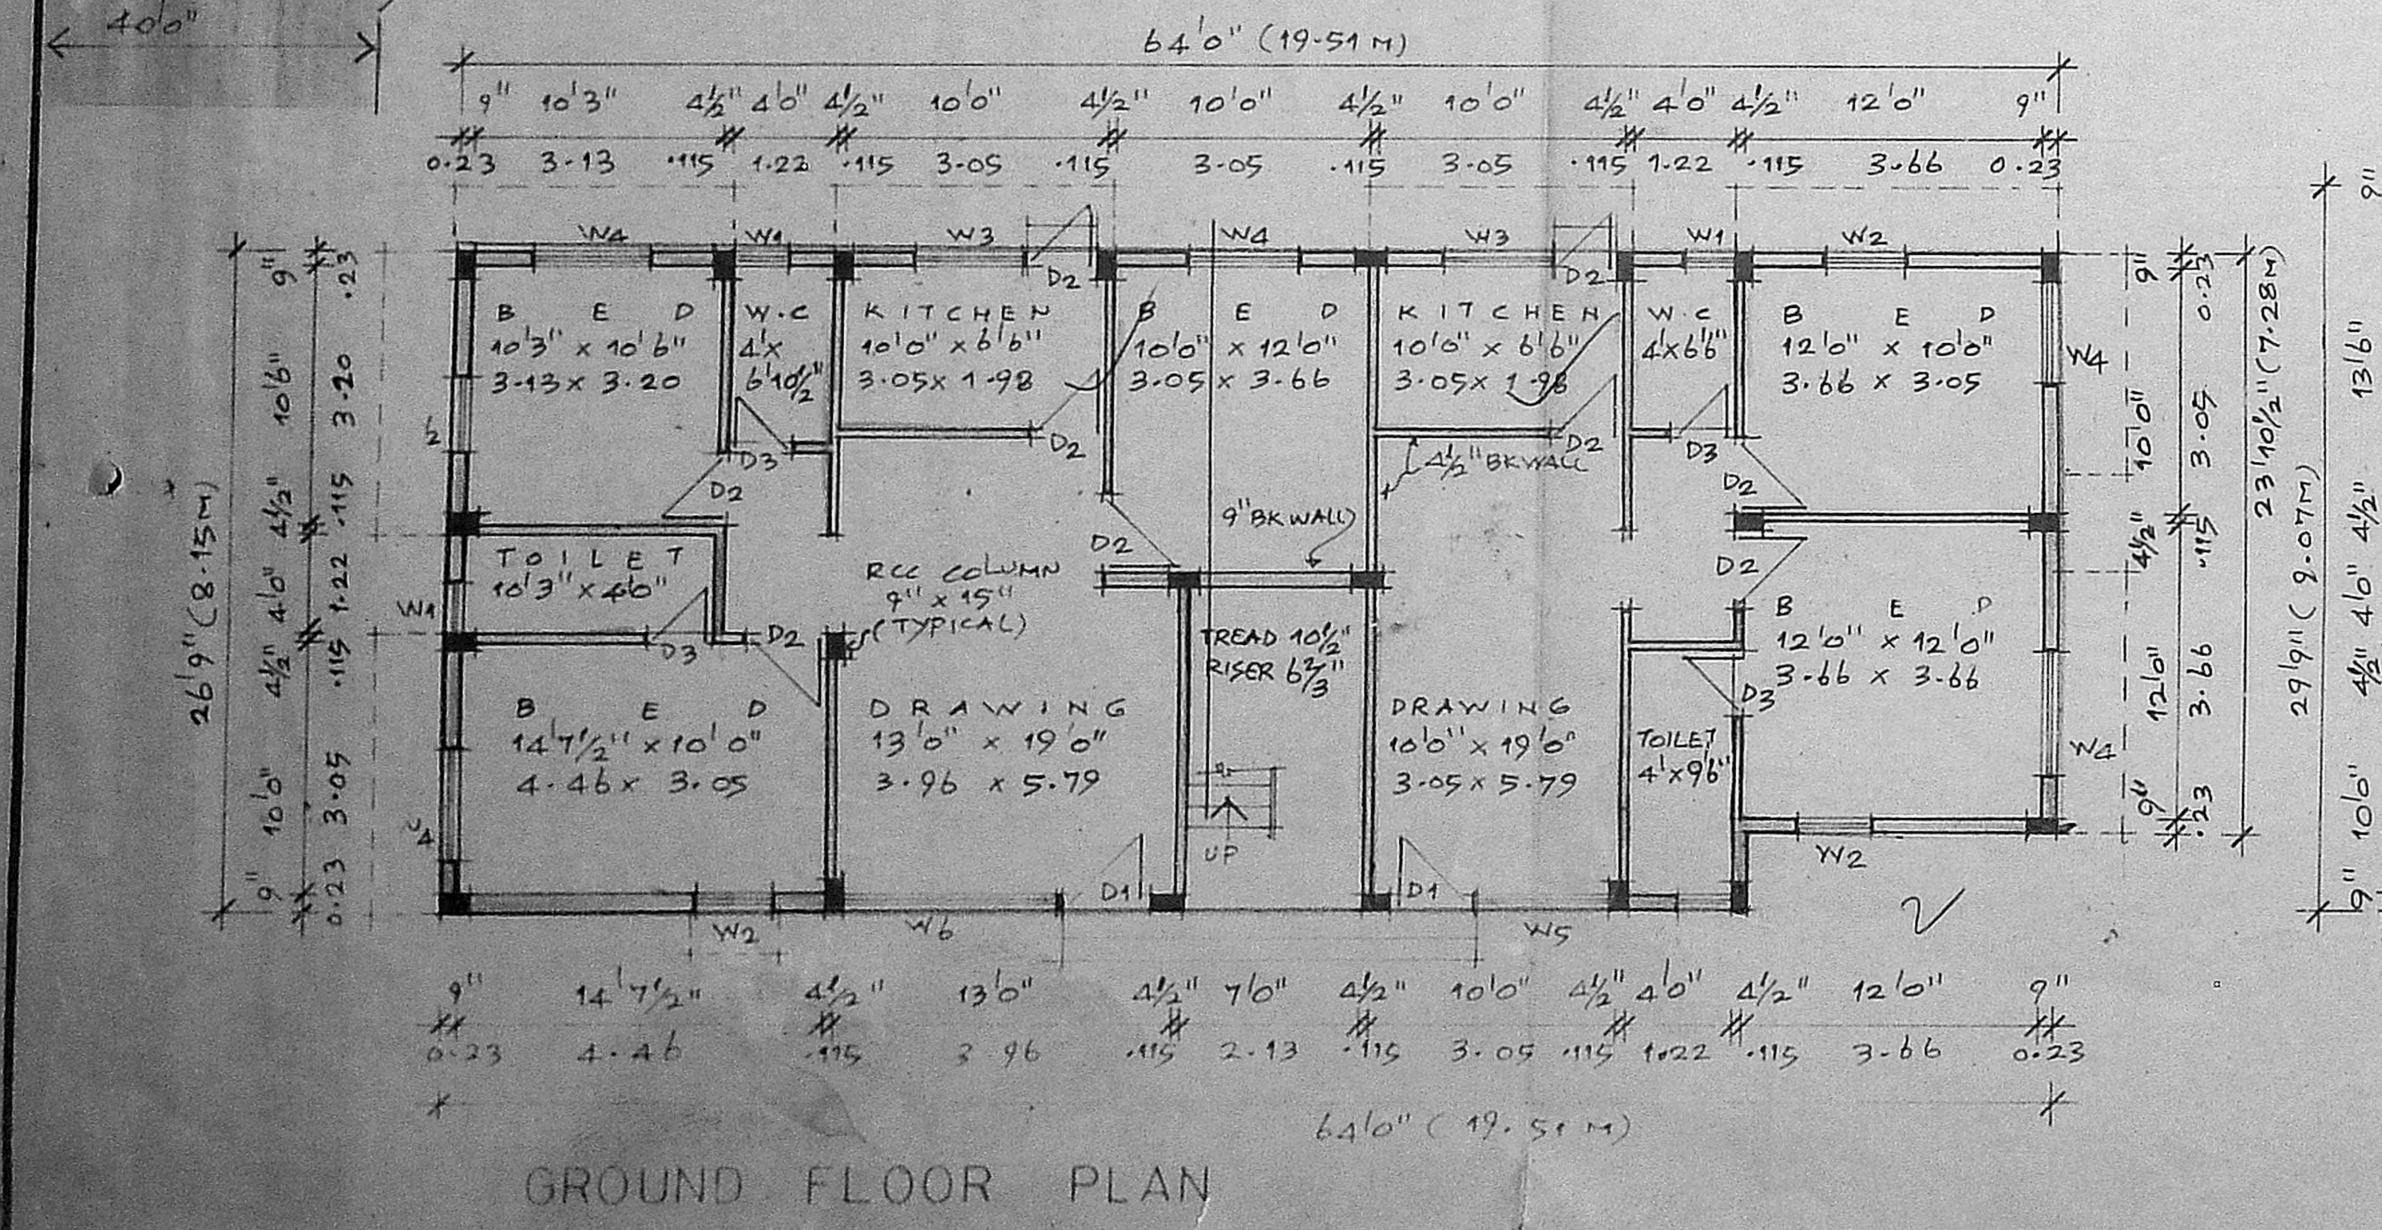 40'0"
64'0" (19.51 M)
9" 10'3" 4½" 4'0" 4½" 10'0" 4½" 10'0" 4½" 10'0" 4½" 4'0" 4½" 12'0" 9"
0.23 3.13 .115 1.22 .115 3.05 .115 3.05 .115 3.05 .115 1.22 .115 3.66 0.23
W4 W1 W3 W4 W3 W1 W2
D2 D2
BED
10'3" x 10'6"
3.13 x 3.20
W.C
4'x
6'10½"
KITCHEN
10'0" x 6'6"
3.05 x 1.98
BED
10'0" x 12'0"
3.05 x 3.66
KITCHEN
10'0" x 6'6"
3.05 x 1.98
W.C
4'x6'6"
BED
12'0" x 10'0"
3.66 x 3.05
W4
D3 D2 D2 D3
4½" BKWALL
D2 D2
9" BKWALL
TOILET
10'3" x 4'0"
D2 D2
RCC COLUMN
9" x 15"
(TYPICAL)
W1
D3 D2
TREAD 10½"
RISER 6⅔"
BED
12'0" x 12'0"
3.66 x 3.66
D3
BED
14'7½" x 10'0"
4.46 x 3.05
DRAWING
13'0" x 19'0"
3.96 x 5.79
DRAWING
10'0" x 19'0"
3.05 x 5.79
TOILET
4'x9'6"
W4
UP
D1 D1
W2
W2 W6 W5
26'9" (8.15M)
9" 10'0" 4½" 4'0" 4½" 10'6" 9"
0.23 3.05 .115 1.22 .115 3.20 .23
9" 12'0" 4½" 10'0" 9"
.23 3.66 .115 3.05 0.23
23'10½" (7.28M)
29'9" (9.07M)
9" 10'0" 4½" 4'0" 4½" 13'6" 9"
9" 14'7½" 4½" 13'0" 4½" 7'0" 4½" 10'0" 4½" 4'0" 4½" 12'0" 9"
0.23 4.46 .115 3.96 .115 2.13 .115 3.05 .115 1.22 .115 3.66 0.23
64'0" (19.51 M)
GROUND FLOOR PLAN